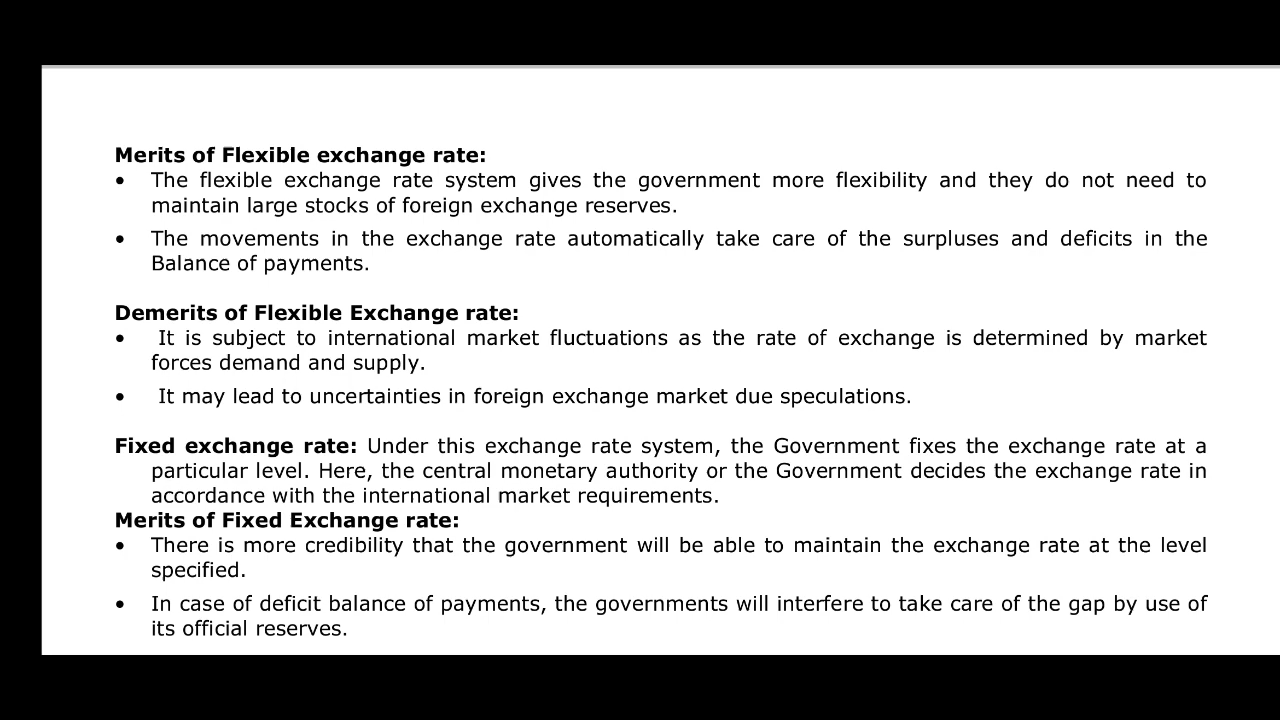 Merits of Flexible exchange rate:
• The flexible exchange rate system gives the government more flexibility and they do not need to
maintain large stocks of foreign exchange reserves.
• The movements in the exchange rate automatically take care of the surpluses and deficits in the
Balance of payments.
Demerits of Flexible Exchange rate:
• It is subject to international market fluctuations as the rate of exchange is determined by market
forces demand and supply.
• It may lead to uncertainties in foreign exchange market due speculations.
Fixed exchange rate: Under this exchange rate system, the Government fixes the exchange rate at a
particular level. Here, the central monetary authority or the Government decides the exchange rate in
accordance with the international market requirements.
Merits of Fixed Exchange rate:
• There is more credibility that the government will be able to maintain the exchange rate at the level
specified.
• In case of deficit balance of payments, the governments will interfere to take care of the gap by use of
its official reserves.